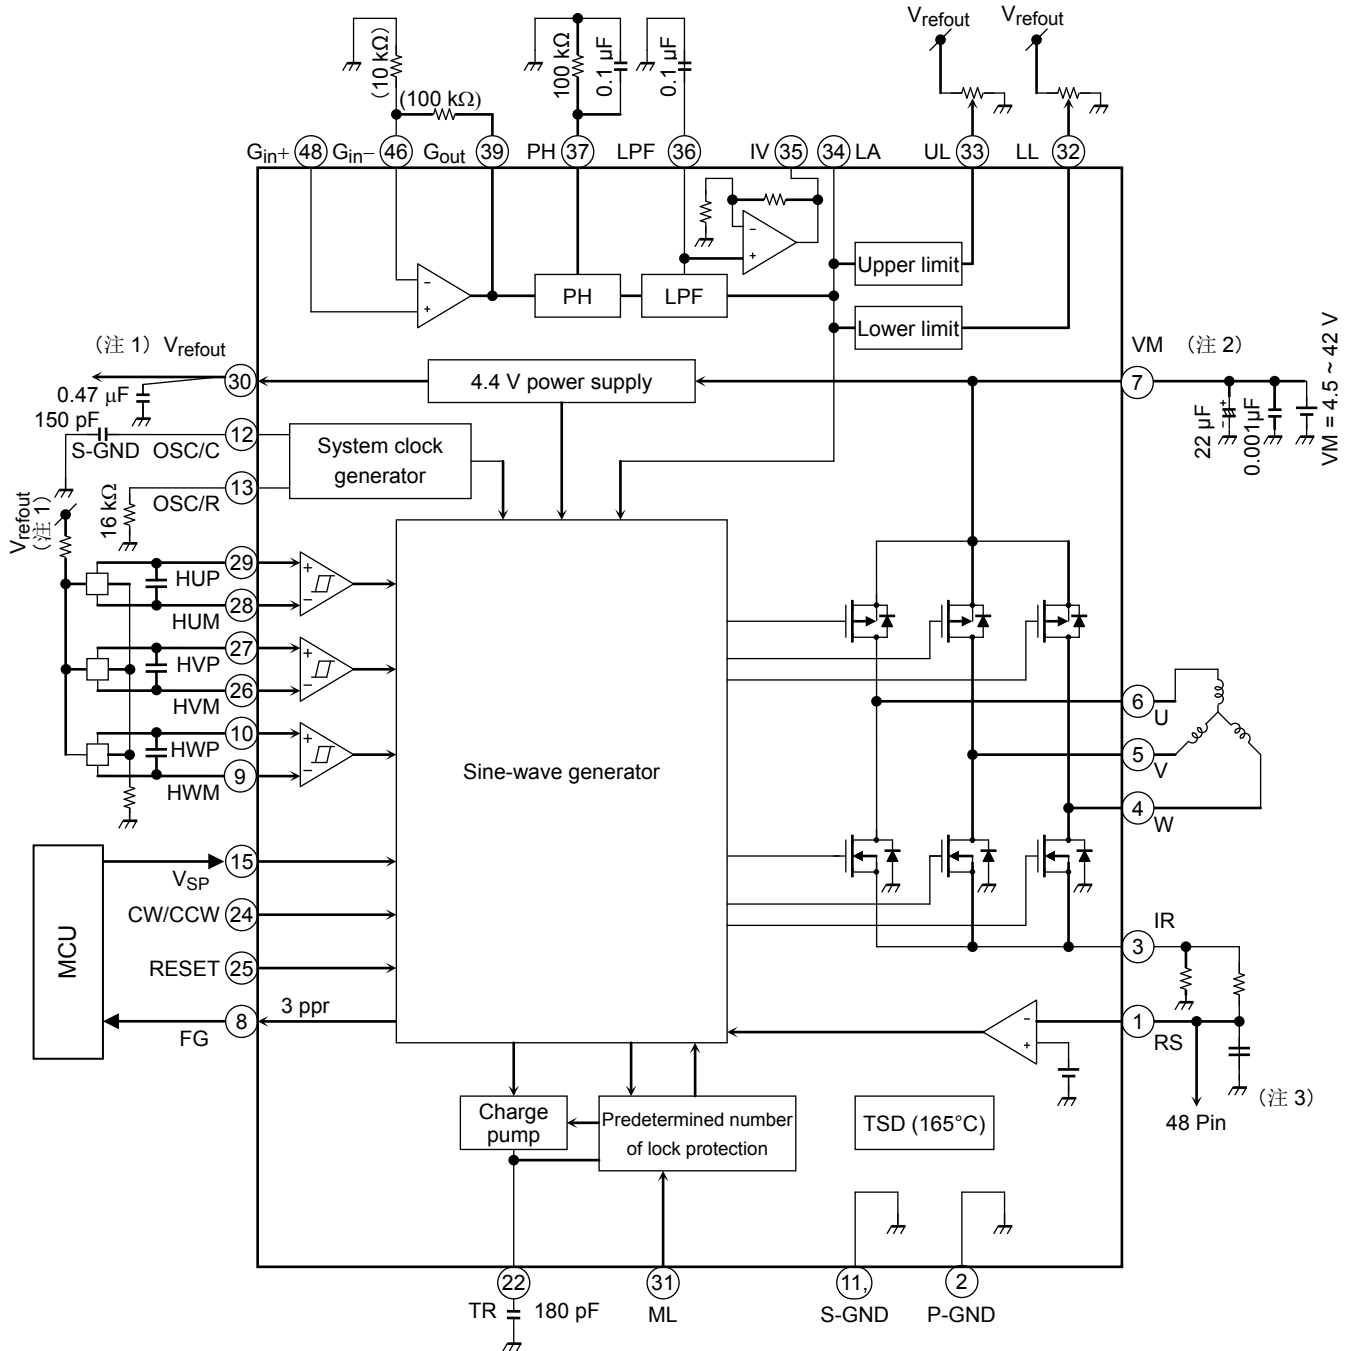 Vrefout Vrefout
(10 kΩ)
(100 kΩ)
100 kΩ
0.1 μF
0.1 μF
Gin+ 48 Gin− 46 Gout 39 PH 37 LPF 36 IV 35 34 LA UL 33 LL 32
−
+
−
+
PH
LPF
Upper limit
Lower limit
(注 1) Vrefout
30
0.47 μF
4.4 V power supply
VM (注 2)
7
22 μF
+
−
0.001μF
VM = 4.5 ~ 42 V
150 pF
S-GND OSC/C
12
13
OSC/R
16 kΩ
System clock
generator
Vrefout
(注 1)
29
HUP
28
HUM
+
−
27
HVP
26
HVM
+
−
10
HWP
9
HWM
+
−
Sine-wave generator
6
U
5
V
4
W
MCU
15
VSP
CW/CCW 24
RESET 25
8
FG
3 ppr
IR
3
1
RS
−
+
48 Pin
(注 3)
Charge
pump
Predetermined number
of lock protection
TSD (165°C)
22
TR 180 pF
31
ML
11,
S-GND
2
P-GND